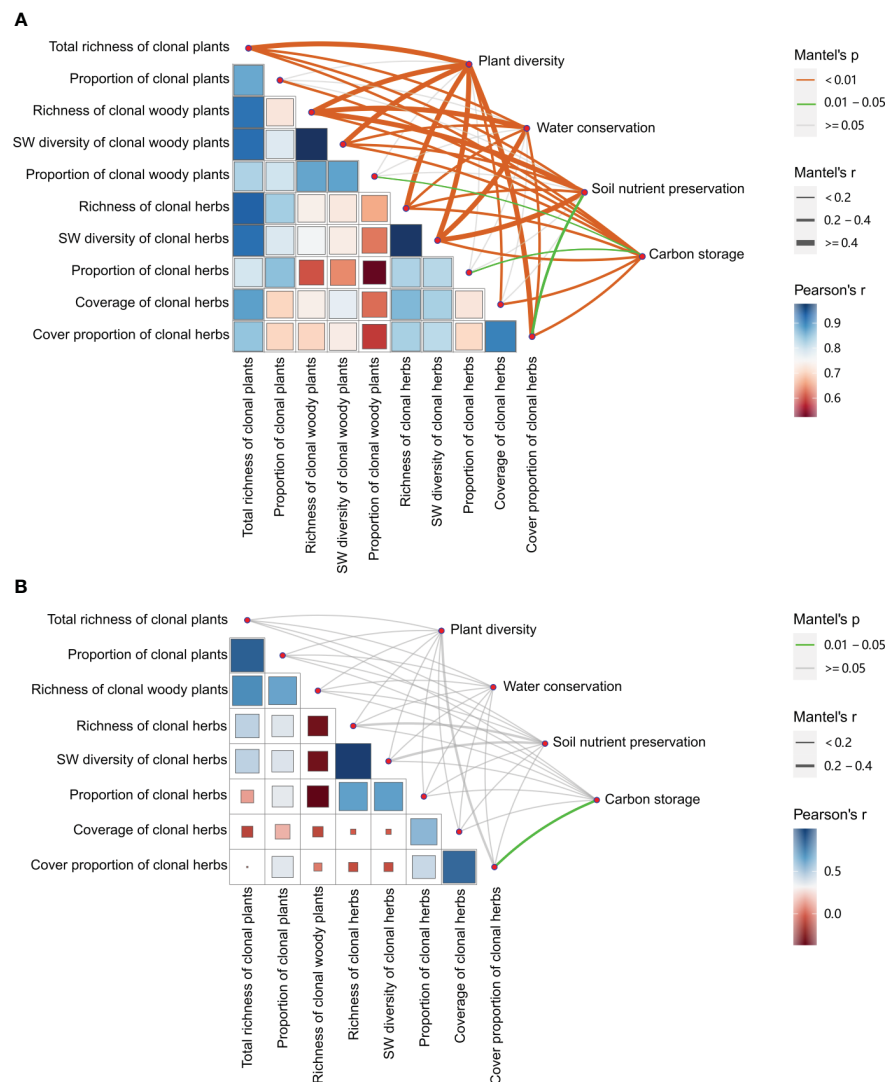 A
Total richness of clonal plants
Proportion of clonal plants
Richness of clonal woody plants
SW diversity of clonal woody plants
Proportion of clonal woody plants
Richness of clonal herbs
SW diversity of clonal herbs
Proportion of clonal herbs
Coverage of clonal herbs
Cover proportion of clonal herbs
Plant diversity
Water conservation
Soil nutrient preservation
Carbon storage
Total richness of clonal plants
Proportion of clonal plants
Richness of clonal woody plants
SW diversity of clonal woody plants
Proportion of clonal woody plants
Richness of clonal herbs
SW diversity of clonal herbs
Proportion of clonal herbs
Coverage of clonal herbs
Cover proportion of clonal herbs
Mantel's p
< 0.01
0.01 – 0.05
>= 0.05
Mantel's r
< 0.2
0.2 – 0.4
>= 0.4
Pearson's r
0.9
0.8
0.7
0.6
B
Total richness of clonal plants
Proportion of clonal plants
Richness of clonal woody plants
Richness of clonal herbs
SW diversity of clonal herbs
Proportion of clonal herbs
Coverage of clonal herbs
Cover proportion of clonal herbs
Plant diversity
Water conservation
Soil nutrient preservation
Carbon storage
Total richness of clonal plants
Proportion of clonal plants
Richness of clonal woody plants
Richness of clonal herbs
SW diversity of clonal herbs
Proportion of clonal herbs
Coverage of clonal herbs
Cover proportion of clonal herbs
Mantel's p
0.01 – 0.05
>= 0.05
Mantel's r
< 0.2
0.2 – 0.4
Pearson's r
0.5
0.0